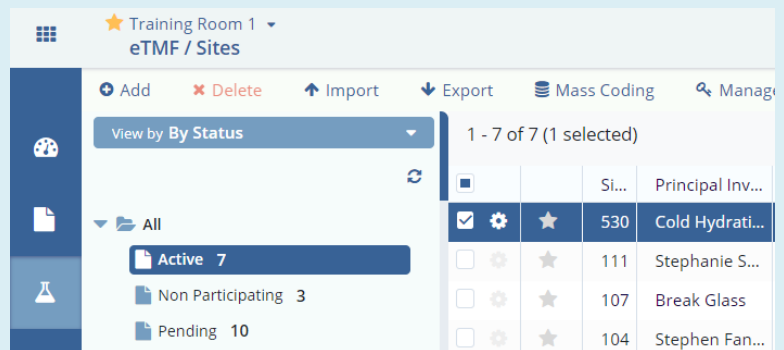 Training Room 1
eTMF / Sites
Add Delete Import Export Mass Coding Manage
View by By Status
1 - 7 of 7 (1 selected)
Si... Principal Inv...
All
Active 7
Non Participating 3
Pending 10
530 Cold Hydrati...
111 Stephanie S...
107 Break Glass
104 Stephen Fan...